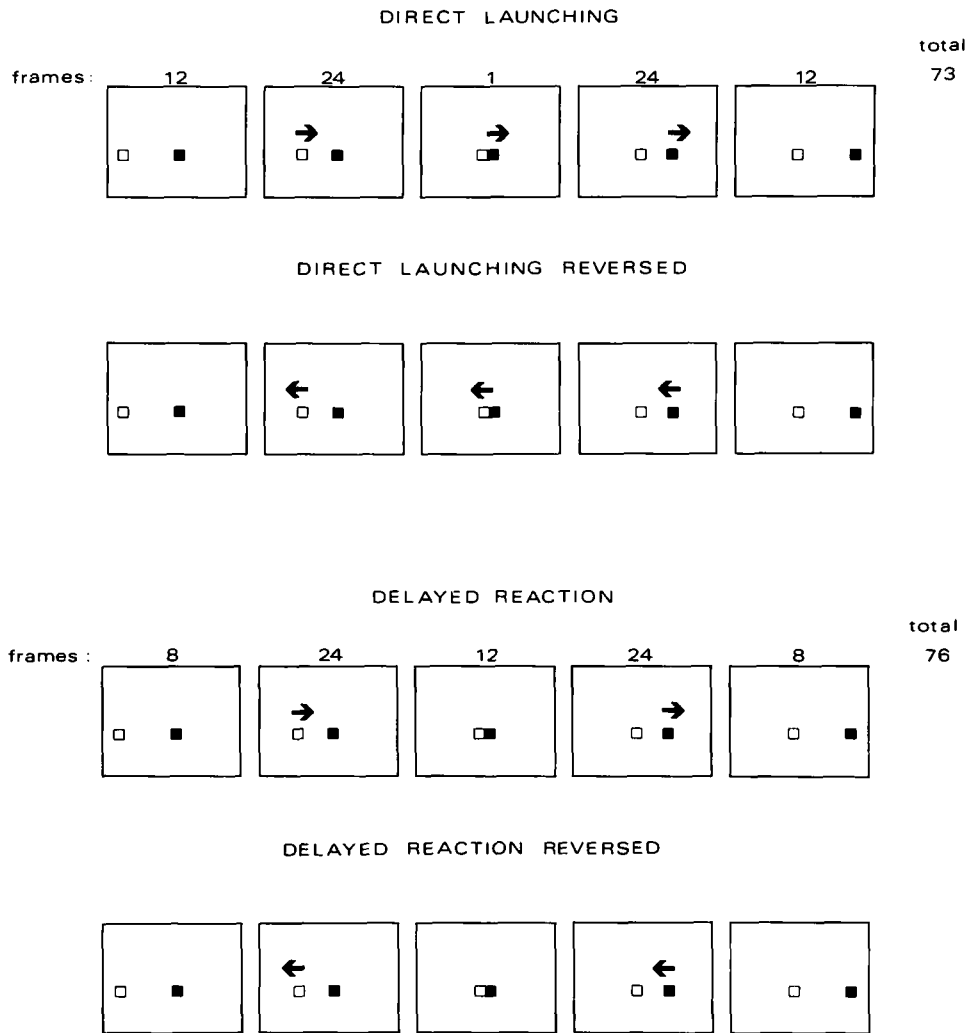 DIRECT LAUNCHING
total
frames: 12 24 1 24 12 73
DIRECT LAUNCHING REVERSED
DELAYED REACTION
total
frames: 8 24 12 24 8 76
DELAYED REACTION REVERSED